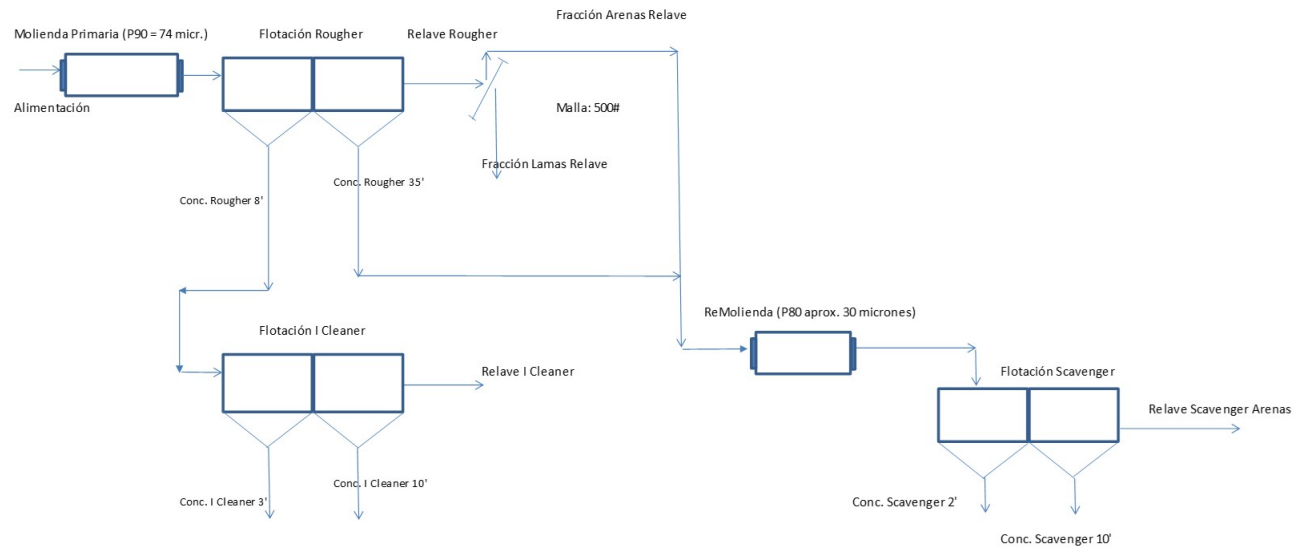 Fracción Arenas Relave
Molienda Primaria (P90 = 74 micr.)
Flotación Rougher
Relave Rougher
Alimentación
Malla: 500#
Fracción Lamas Relave
Conc. Rougher 35'
Conc. Rougher 8'
ReMolienda (P80 aprox. 30 micrones)
Flotación I Cleaner
Relave I Cleaner
Flotación Scavenger
Relave Scavenger Arenas
Conc. I Cleaner 10'
Conc. I Cleaner 3'
Conc. Scavenger 2'
Conc. Scavenger 10'